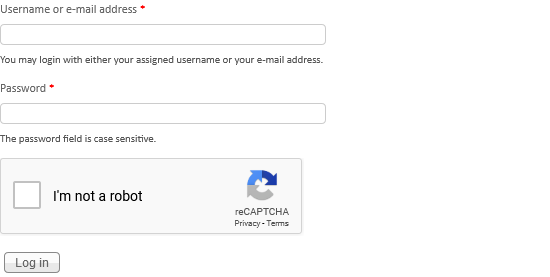 Username or e-mail address *
You may login with either your assigned username or your e-mail address.
Password *
The password field is case sensitive.
I'm not a robot
reCAPTCHA
Privacy - Terms
Log in